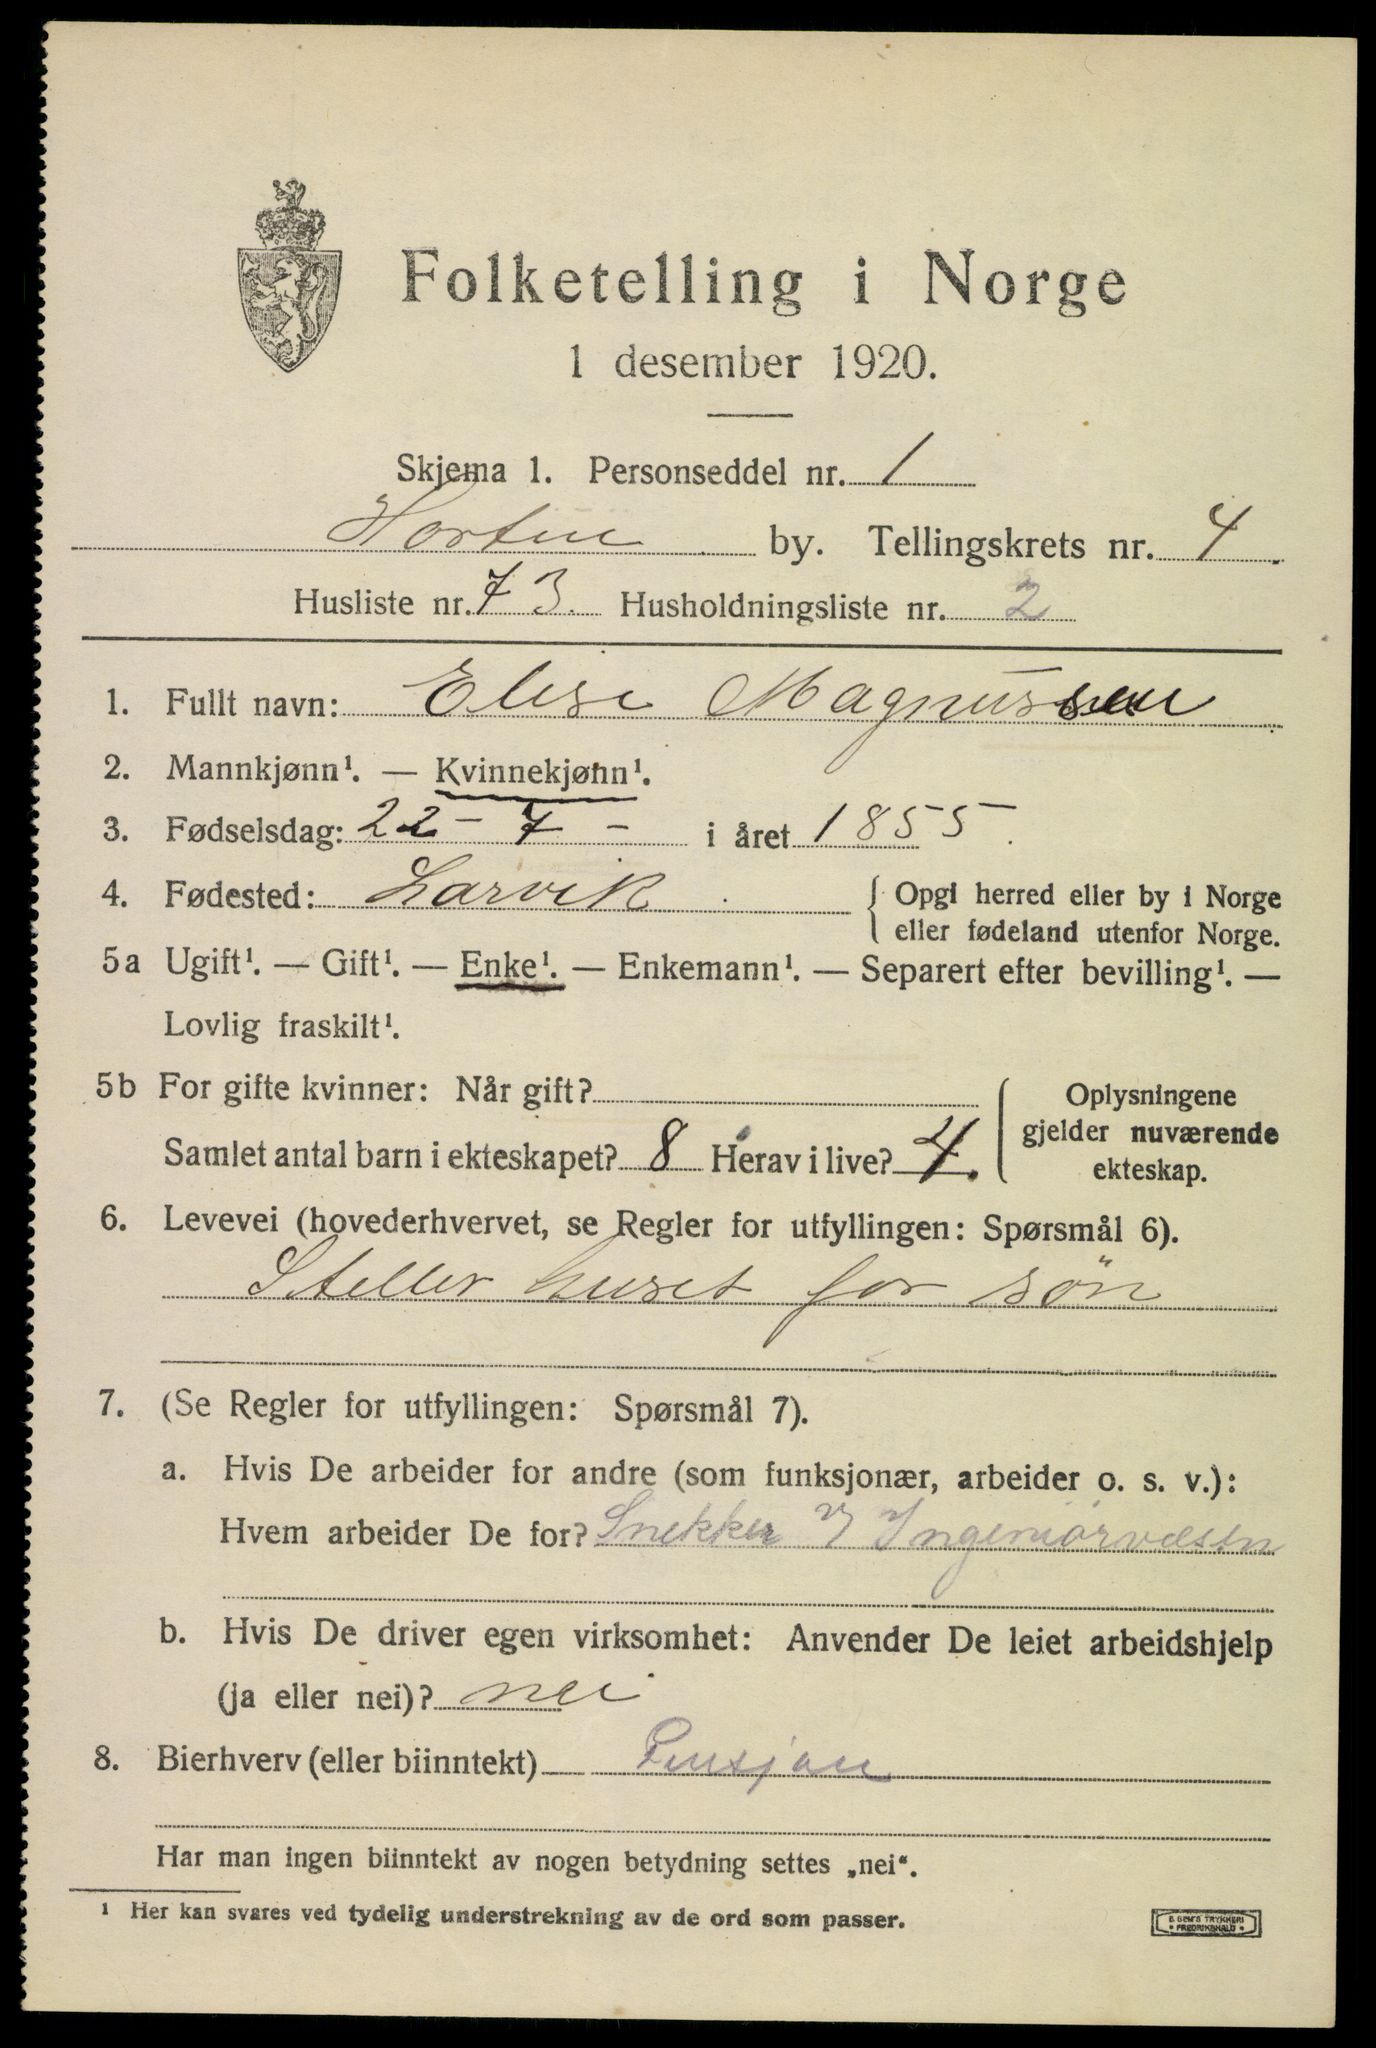 Folketelling i Norge
1 desember 1920.
Skjema 1. Personseddel nr. 1
Horten by. Tellingskrets nr. 4
Husliste nr. 73. Husholdningsliste nr. 2
1. Fullt navn: Elise Magnussen
2. Mannkjønn¹. — Kvinnekjønn¹.
3. Fødselsdag: 22 - 7 - i året 1855.
4. Fødested: Larvik { Opgi herred eller by i Norge
eller fødeland utenfor Norge.
5a Ugift¹. — Gift¹. — Enke¹. — Enkemann¹. — Separert efter bevilling¹. —
Lovlig fraskilt¹.
5b For gifte kvinner: Når gift?
Samlet antal barn i ekteskapet? 8 Herav i live? 4.
Oplysningene
gjelder nuværende
ekteskap.
6. Levevei (hovederhvervet, se Regler for utfyllingen: Spørsmål 6).
Steller huset for søn
7. (Se Regler for utfyllingen: Spørsmål 7).
a. Hvis De arbeider for andre (som funksjonær, arbeider o. s. v.):
Hvem arbeider De for? Snekker v Ingeniørvæsen
b. Hvis De driver egen virksomhet: Anvender De leiet arbeidshjelp
(ja eller nei)? nei
8. Bierhverv (eller biinntekt) Pensjon
Har man ingen biinntekt av nogen betydning settes „nei“.
¹ Her kan svares ved tydelig understrekning av de ord som passer.
E. SEM'S TRYKKERI
• FREDRIKSHALD •